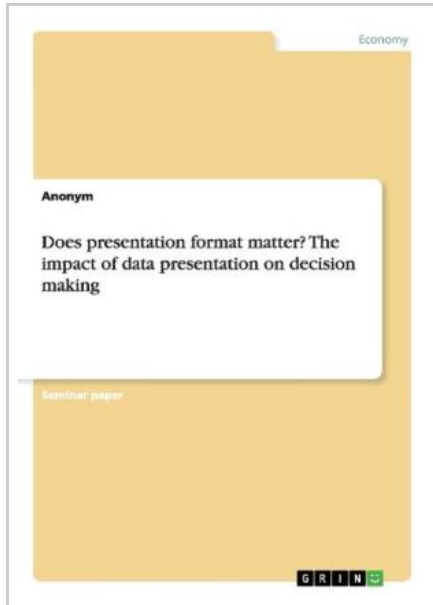 Economy
Anonym
Does presentation format matter? The
impact of data presentation on decision
making
Seminar paper
GRIN